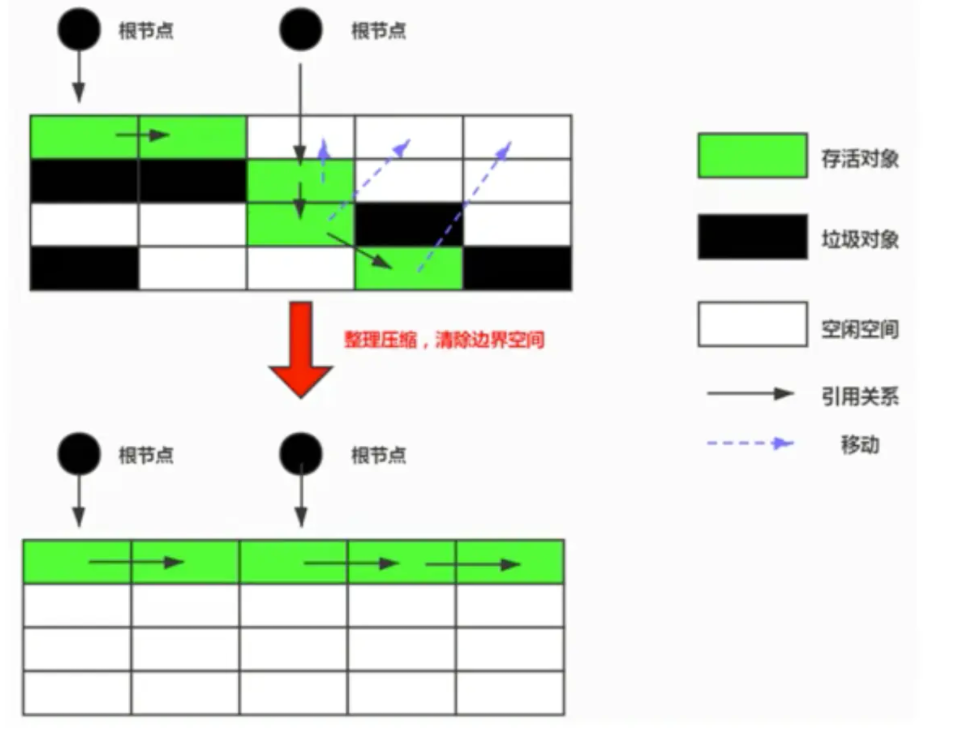 根节点
根节点
存活对象
垃圾对象
空闲空间
引用关系
移动
整理压缩，清除边界空间
根节点
根节点